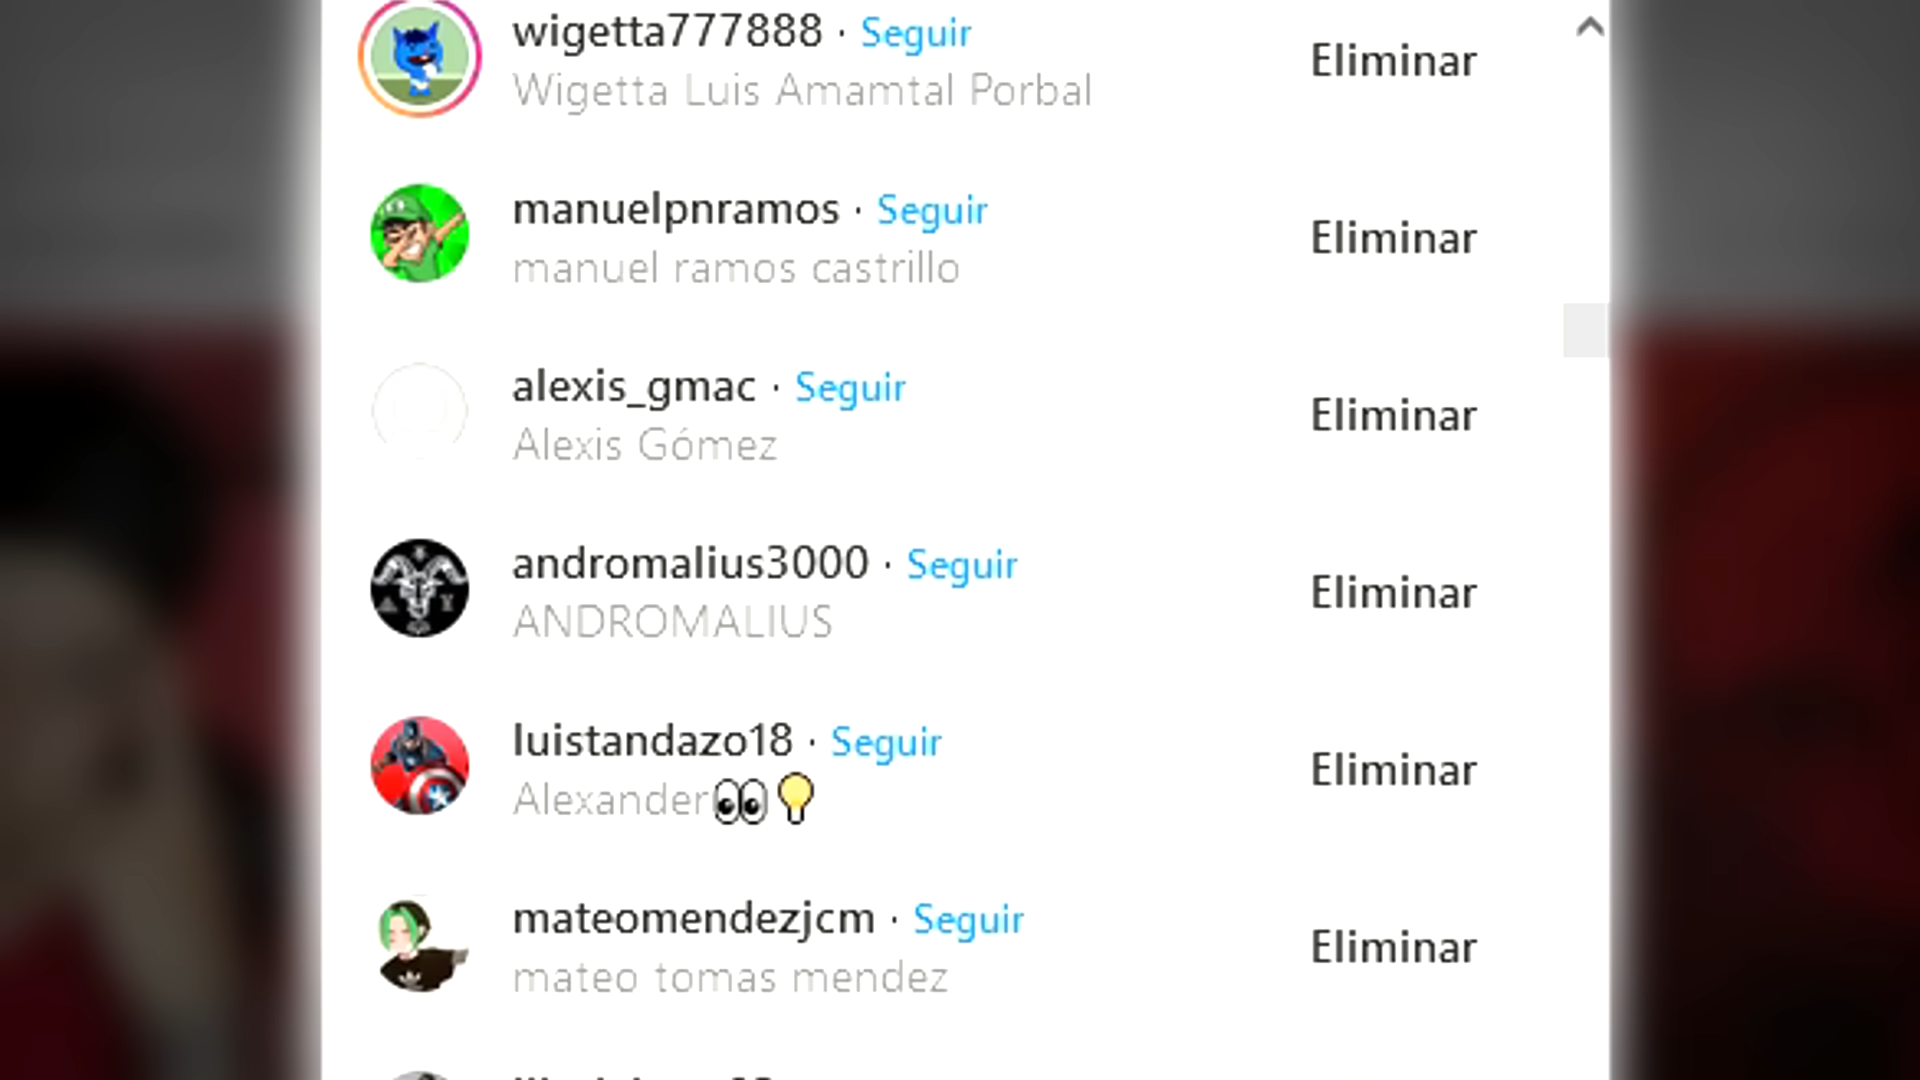 wigetta777888 · Seguir
Wigetta Luis Amamtal Porbal
Eliminar
manuelpnramos · Seguir
manuel ramos castrillo
Eliminar
alexis_gmac · Seguir
Alexis Gómez
Eliminar
andromalius3000 · Seguir
ANDROMALIUS
Eliminar
luistandazo18 · Seguir
Alexander👀💡
Eliminar
mateomendezjcm · Seguir
mateo tomas mendez
Eliminar